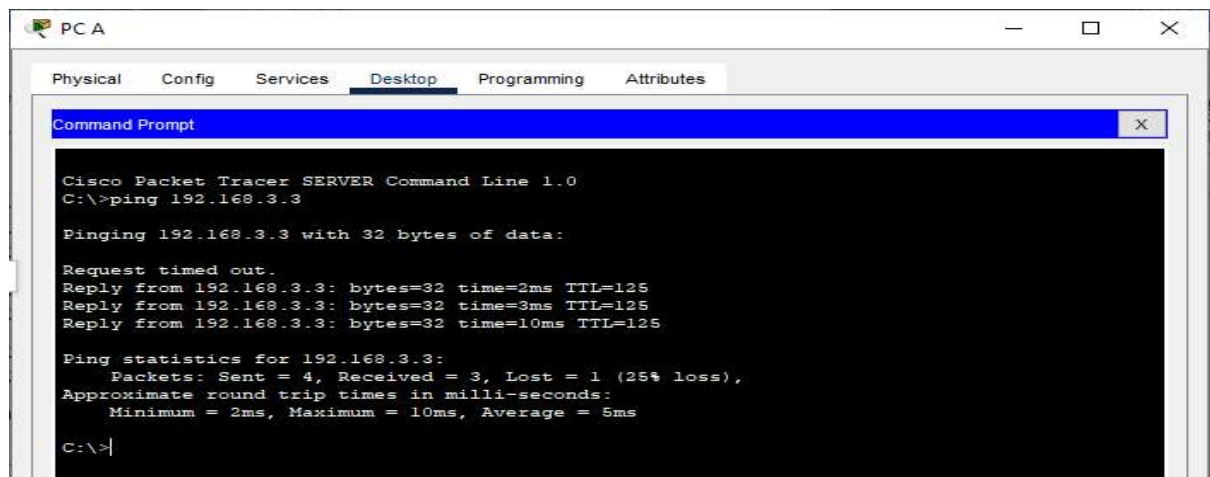 PC A
Physical Config Services Desktop Programming Attributes
Command Prompt
X
Cisco Packet Tracer SERVER Command Line 1.0
C:\>ping 192.168.3.3
Pinging 192.168.3.3 with 32 bytes of data:
Request timed out.
Reply from 192.168.3.3: bytes=32 time=2ms TTL=125
Reply from 192.168.3.3: bytes=32 time=3ms TTL=125
Reply from 192.168.3.3: bytes=32 time=10ms TTL=125
Ping statistics for 192.168.3.3:
Packets: Sent = 4, Received = 3, Lost = 1 (25% loss),
Approximate round trip times in milli-seconds:
Minimum = 2ms, Maximum = 10ms, Average = 5ms
C:\>